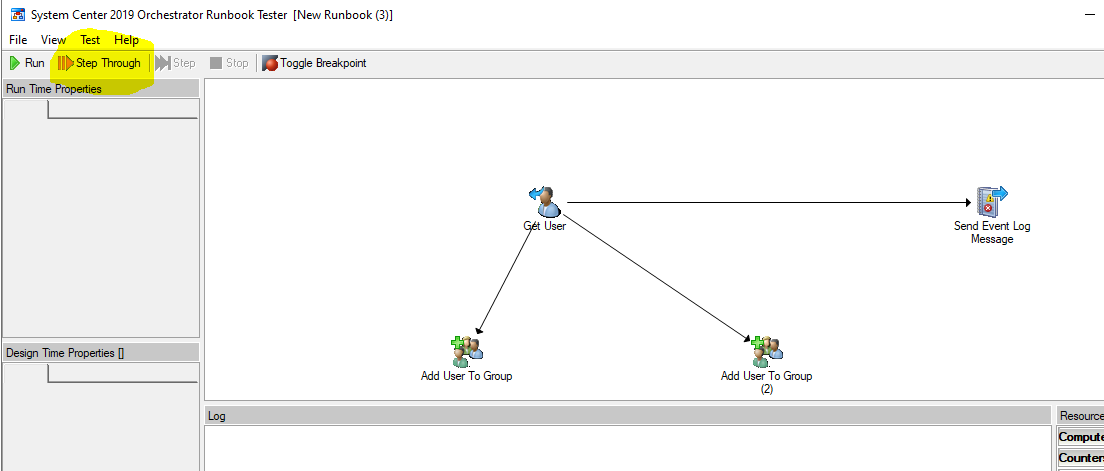 System Center 2019 Orchestrator Runbook Tester [New Runbook (3)]
File View Test Help
Run Step Through Step Stop Toggle Breakpoint
Run Time Properties
Get User
Send Event Log
Message
Design Time Properties []
Add User To Group
Add User To Group
(2)
Log
Resource
Compute
Counters